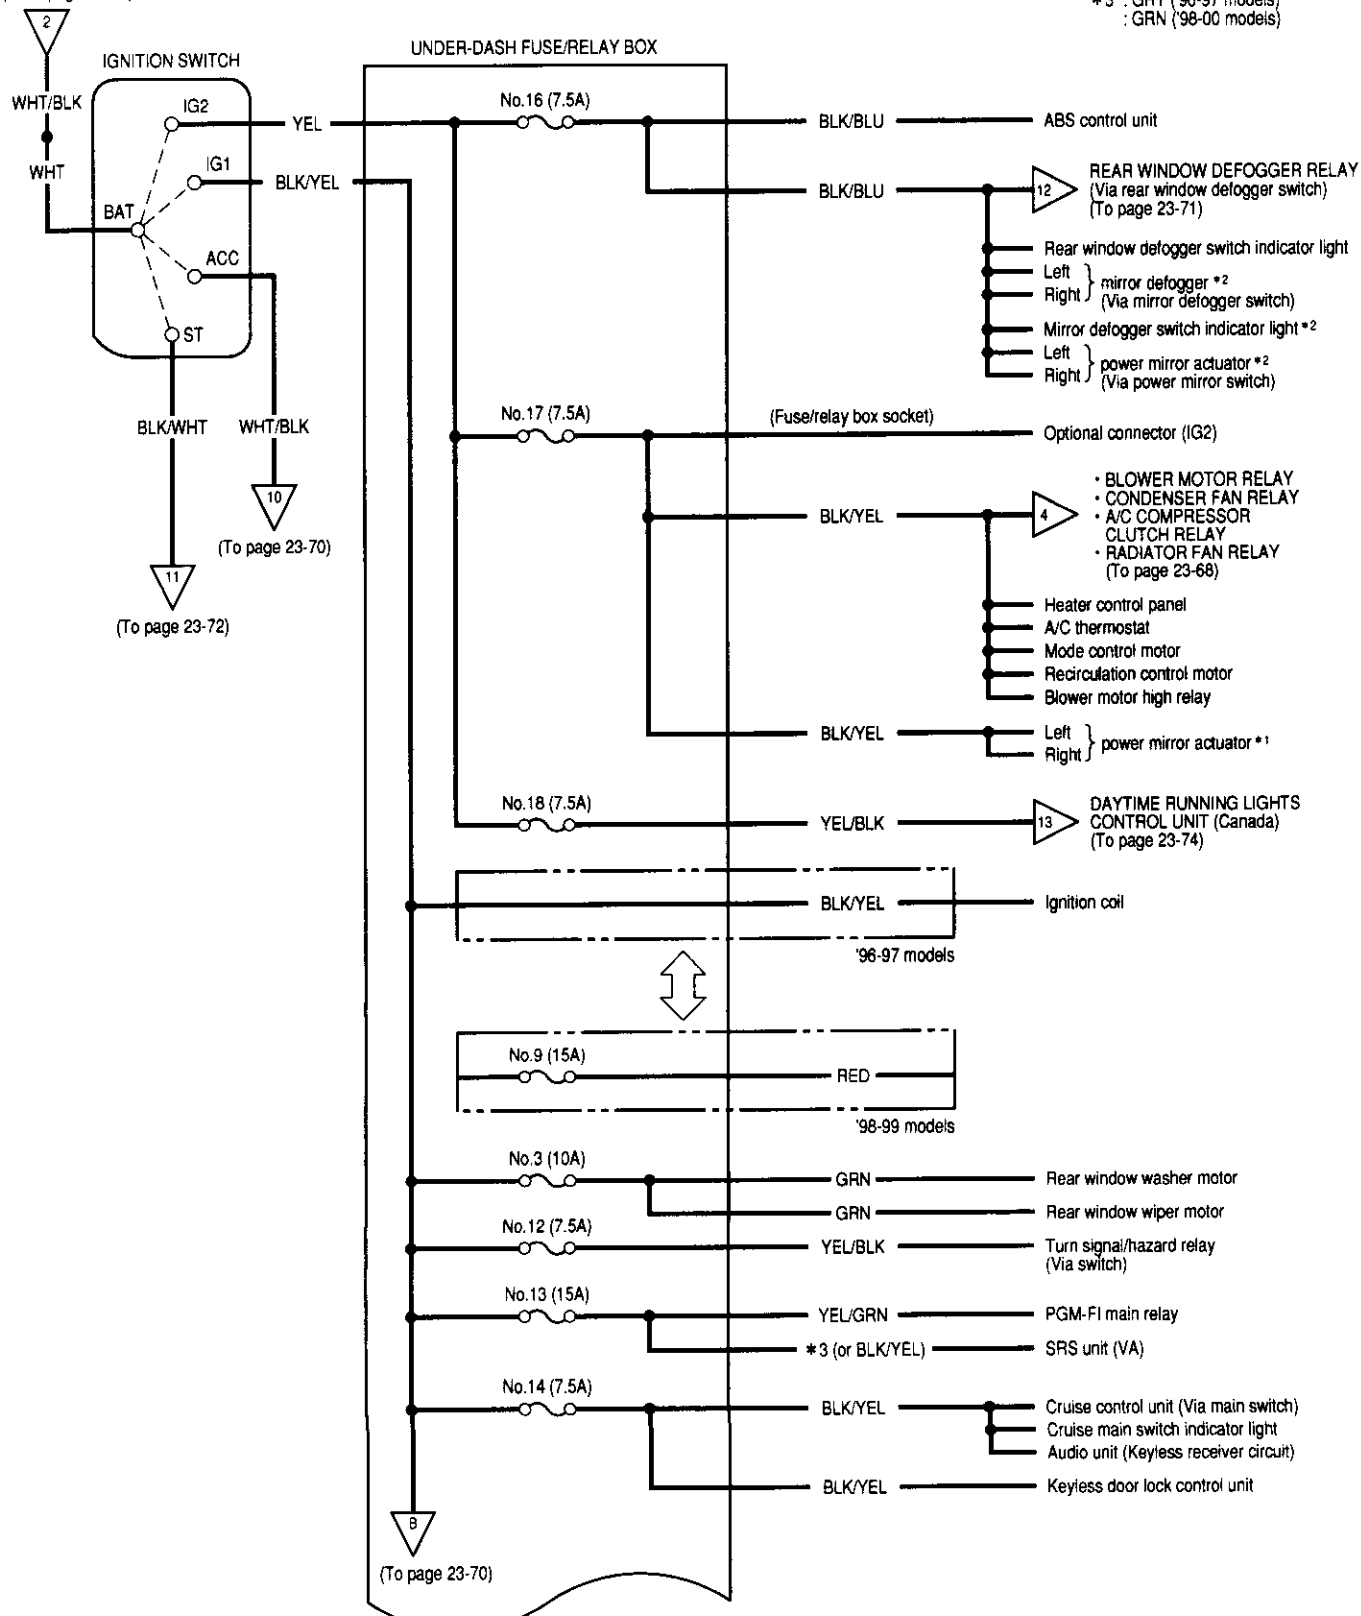 *3 : GRY ('96-97 models)
: GRN ('98-00 models)
2
UNDER-DASH FUSE/RELAY BOX
IGNITION SWITCH
WHT/BLK
WHT
BAT
IG2
IG1
ACC
ST
YEL
BLK/YEL
BLK/WHT
WHT/BLK
10
(To page 23-70)
11
(To page 23-72)
No.16 (7.5A)
BLK/BLU
ABS control unit
BLK/BLU
12
REAR WINDOW DEFOGGER RELAY
(Via rear window defogger switch)
(To page 23-71)
Rear window defogger switch indicator light
Left
Right
mirror defogger *2
(Via mirror defogger switch)
Mirror defogger switch indicator light *2
Left
Right
power mirror actuator *2
(Via power mirror switch)
No.17 (7.5A)
(Fuse/relay box socket)
Optional connector (IG2)
BLK/YEL
4
· BLOWER MOTOR RELAY
· CONDENSER FAN RELAY
· A/C COMPRESSOR
CLUTCH RELAY
· RADIATOR FAN RELAY
(To page 23-68)
Heater control panel
A/C thermostat
Mode control motor
Recirculation control motor
Blower motor high relay
BLK/YEL
Left
Right
power mirror actuator *1
No.18 (7.5A)
YEL/BLK
13
DAYTIME RUNNING LIGHTS
CONTROL UNIT (Canada)
(To page 23-74)
BLK/YEL
Ignition coil
'96-97 models
No.9 (15A)
RED
'98-99 models
No.3 (10A)
GRN
Rear window washer motor
GRN
Rear window wiper motor
No.12 (7.5A)
YEL/BLK
Turn signal/hazard relay
(Via switch)
No.13 (15A)
YEL/GRN
PGM-FI main relay
*3 (or BLK/YEL)
SRS unit (VA)
No.14 (7.5A)
BLK/YEL
Cruise control unit (Via main switch)
Cruise main switch indicator light
Audio unit (Keyless receiver circuit)
BLK/YEL
Keyless door lock control unit
B
(To page 23-70)